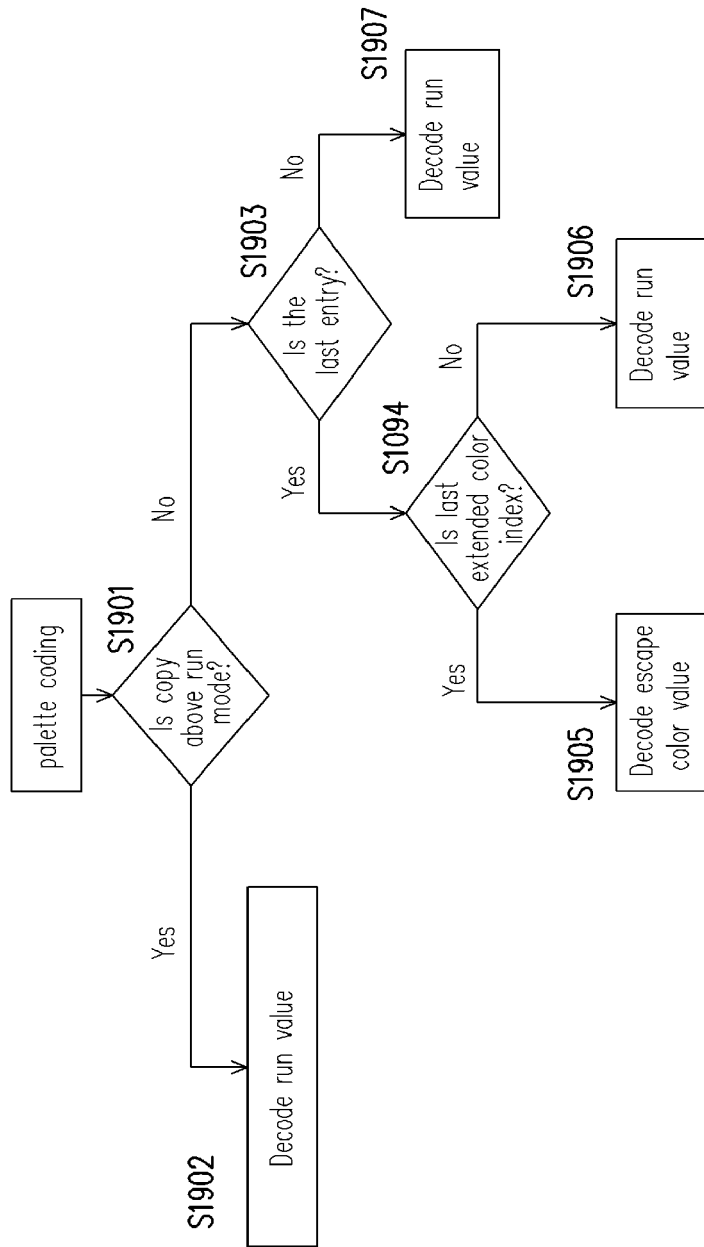 palette coding
S1901
Is copy
above run
mode?
Yes
No
S1902
Decode run value
S1903
Is the
last entry?
Yes
No
S1094
Is last
extended color
index?
S1907
Decode run
value
Yes
No
S1905
Decode escape
color value
S1906
Decode run
value